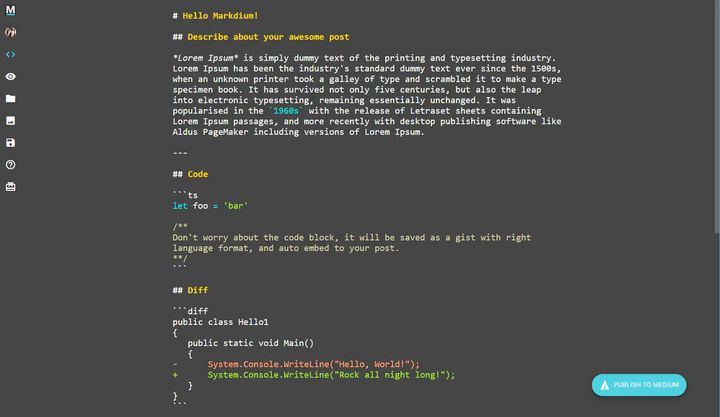 M
# Hello Markdium!
## Describe about your awesome post
*Lorem Ipsum* is simply dummy text of the printing and typesetting industry.
Lorem Ipsum has been the industry's standard dummy text ever since the 1500s,
when an unknown printer took a galley of type and scrambled it to make a type
specimen book. It has survived not only five centuries, but also the leap
into electronic typesetting, remaining essentially unchanged. It was
popularised in the `1960s` with the release of Letraset sheets containing
Lorem Ipsum passages, and more recently with desktop publishing software like
Aldus PageMaker including versions of Lorem Ipsum.
---
## Code
```ts
let foo = 'bar'
/**
Don't worry about the code block, it will be saved as a gist with right
language format, and auto embed to your post.
**/
```
## Diff
```diff
public class Hello1
{
   public static void Main()
   {
-      System.Console.WriteLine("Hello, World!");
+      System.Console.WriteLine("Rock all night long!");
   }
}
```
PUBLISH TO MEDIUM